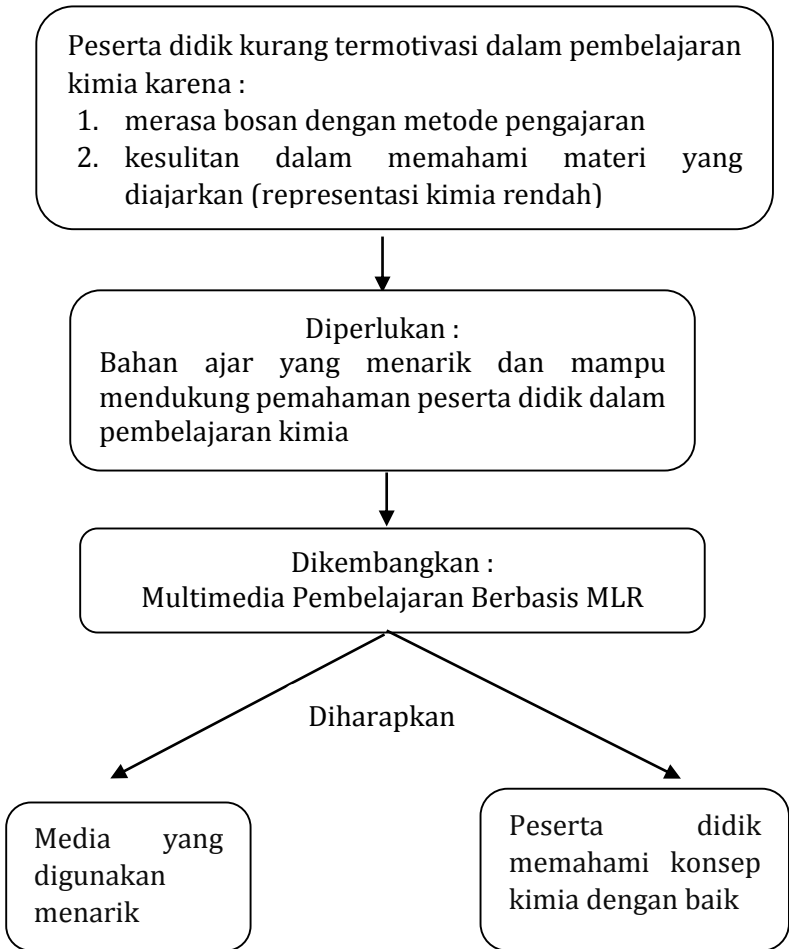 Peserta didik kurang termotivasi dalam pembelajaran
kimia karena :
1. merasa bosan dengan metode pengajaran
2. kesulitan dalam memahami materi yang
diajarkan (representasi kimia rendah)
Diperlukan :
Bahan ajar yang menarik dan mampu
mendukung pemahaman peserta didik dalam
pembelajaran kimia
Dikembangkan :
Multimedia Pembelajaran Berbasis MLR
Diharapkan
Media yang
digunakan
menarik
Peserta didik
memahami konsep
kimia dengan baik